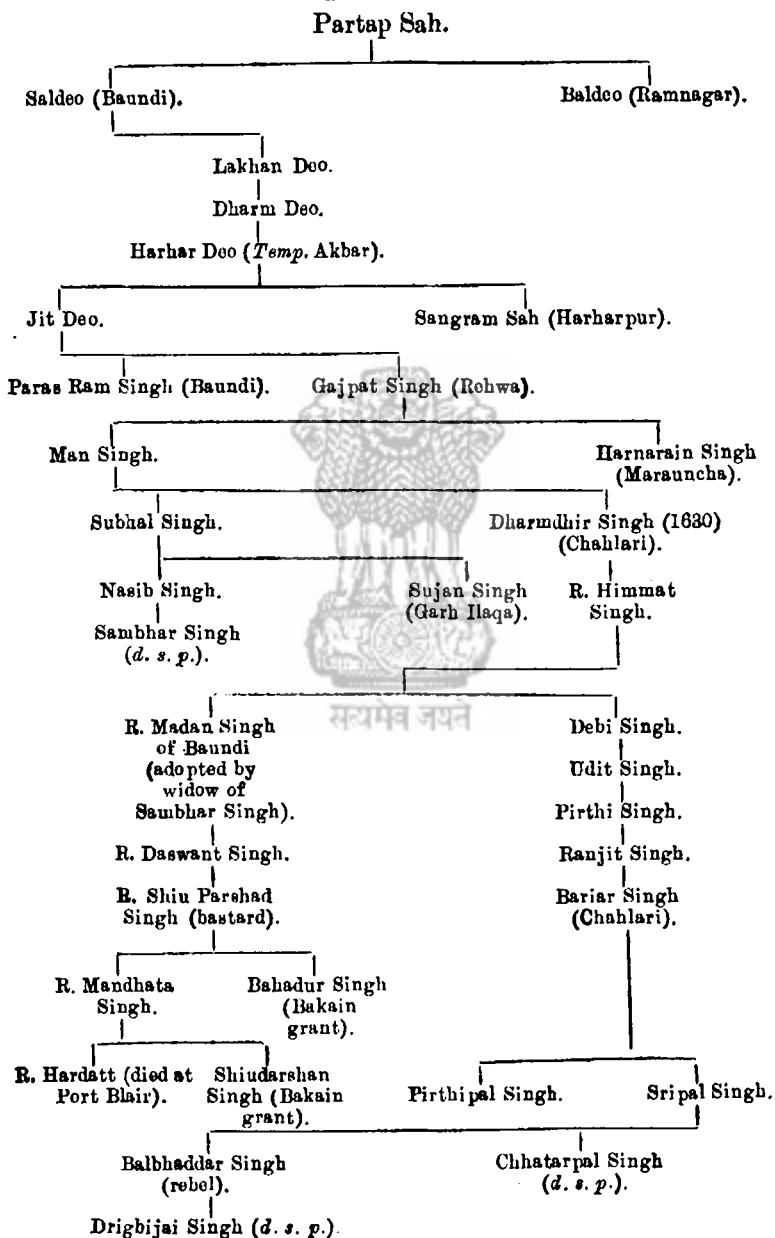 Partap Sah.
Saldeo (Baundi). Baldeo (Ramnagar).
Lakhan Deo.
Dharm Deo.
Harhar Deo (Temp. Akbar).
Jit Deo. Sangram Sah (Harharpur).
Paras Ram Singh (Baundi). Gajpat Singh (Rehwa).
Man Singh. Harnarain Singh
(Marauncha).
Subhal Singh. Dharmdhir Singh (1630)
(Chahlari).
Nasib Singh. Sujan Singh R. Himmat
(Garh Ilaqa). Singh.
Sambhar Singh
(d. s. p.).
सत्यमेव जयते
R. Madan Singh Debi Singh.
of Baundi
(adopted by Udit Singh.
widow of
Sambhar Singh). Pirthi Singh.
R. Daswant Singh. Ranjit Singh.
R. Shiu Parshad Bariar Singh
Singh (bastard). (Chahlari).
R. Mandhata Bahadur Singh
Singh. (Bakain
grant).
R. Hardatt (died at Shiudarshan Pirthipal Singh. Sripal Singh.
Port Blair). Singh (Bakain
grant).
Balbhaddar Singh Chhatarpal Singh
(rebel). (d. s. p.).
Drigbijai Singh (d. s. p.)